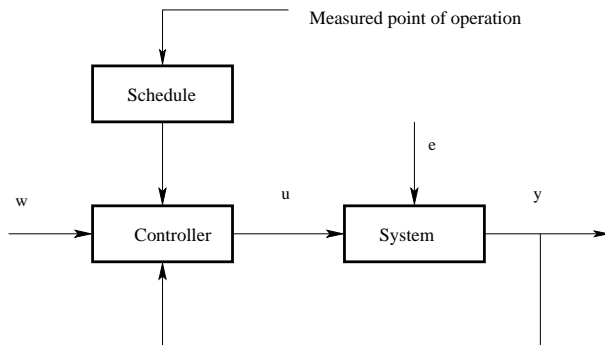 Measured point of operation
Schedule
e
w
u
y
Controller
System